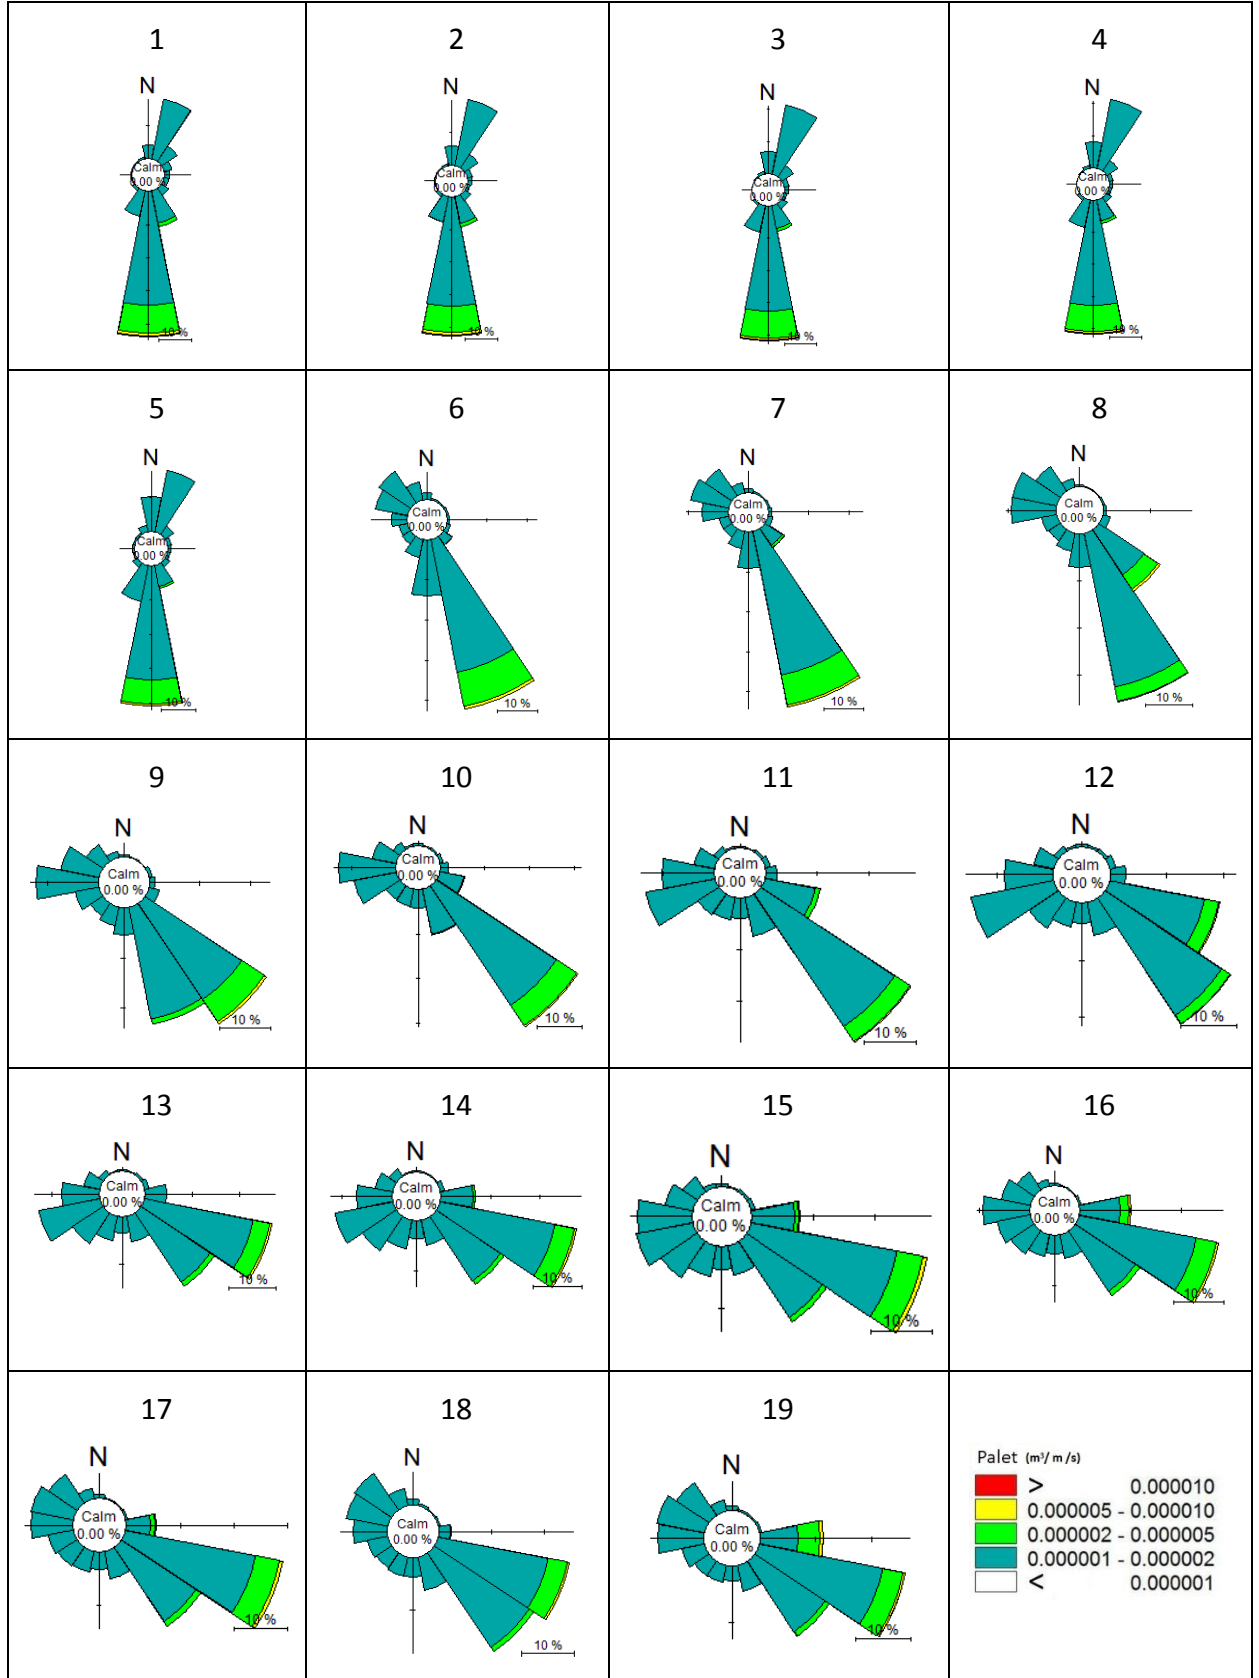 1
N
Calm
0.00 %
10 %
2
N
Calm
0.00 %
10 %
3
N
Calm
0.00 %
10 %
4
N
Calm
0.00 %
10 %
5
N
Calm
0.00 %
10 %
6
N
Calm
0.00 %
10 %
7
N
Calm
0.00 %
10 %
8
N
Calm
0.00 %
10 %
9
N
Calm
0.00 %
10 %
10
N
Calm
0.00 %
10 %
11
N
Calm
0.00 %
10 %
12
N
Calm
0.00 %
10 %
13
N
Calm
0.00 %
10 %
14
N
Calm
0.00 %
10 %
15
N
Calm
0.00 %
10 %
16
N
Calm
0.00 %
10 %
17
N
Calm
0.00 %
10 %
18
N
Calm
0.00 %
10 %
19
N
Calm
0.00 %
10 %
Palet (m³/ m /s)
> 0.000010
0.000005 - 0.000010
0.000002 - 0.000005
0.000001 - 0.000002
< 0.000001